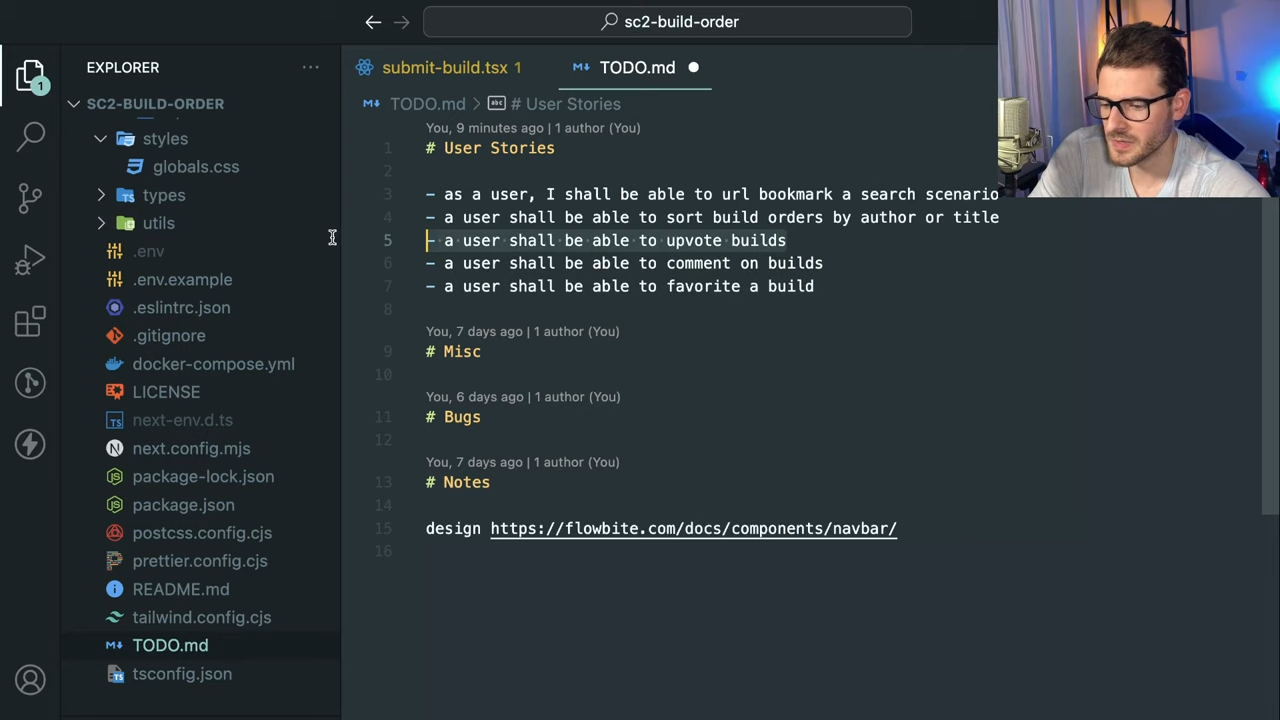 sc2-build-order
EXPLORER
SC2-BUILD-ORDER
styles
globals.css
types
utils
.env
.env.example
.eslintrc.json
.gitignore
docker-compose.yml
LICENSE
next-env.d.ts
next.config.mjs
package-lock.json
package.json
postcss.config.cjs
prettier.config.cjs
README.md
tailwind.config.cjs
TODO.md
tsconfig.json
1
submit-build.tsx 1
TODO.md
TODO.md > # User Stories
You, 9 minutes ago | 1 author (You)
1 # User Stories
2
3 - as a user, I shall be able to url bookmark a search scenario
4 - a user shall be able to sort build orders by author or title
5 - a user shall be able to upvote builds
6 - a user shall be able to comment on builds
7 - a user shall be able to favorite a build
8
You, 7 days ago | 1 author (You)
9 # Misc
10
You, 6 days ago | 1 author (You)
11 # Bugs
12
You, 7 days ago | 1 author (You)
13 # Notes
14
15 design https://flowbite.com/docs/components/navbar/
16